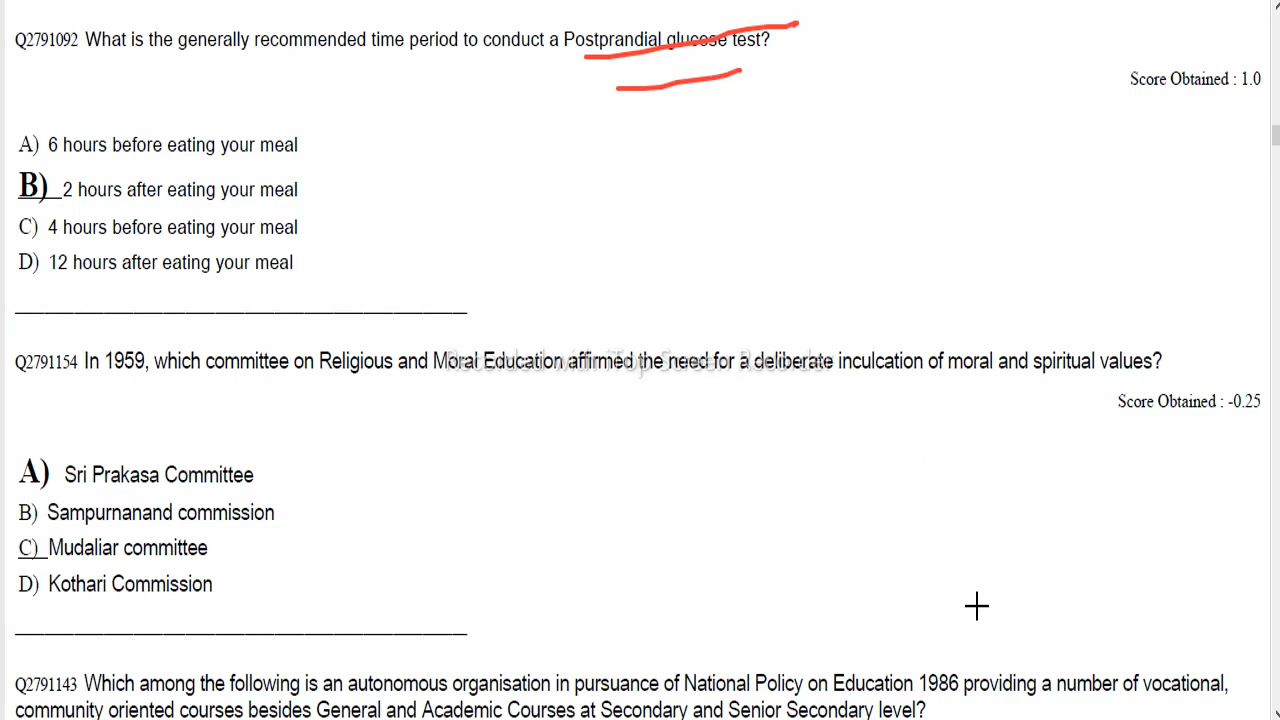 Q2791092 What is the generally recommended time period to conduct a Postprandial glucose test?
Score Obtained : 1.0
A) 6 hours before eating your meal
B) 2 hours after eating your meal
C) 4 hours before eating your meal
D) 12 hours after eating your meal
Q2791154 In 1959, which committee on Religious and Moral Education affirmed the need for a deliberate inculcation of moral and spiritual values?
Recorded with iTop Screen Recorder
Score Obtained : -0.25
A) Sri Prakasa Committee
B) Sampurnanand commission
C) Mudaliar committee
D) Kothari Commission
Q2791143 Which among the following is an autonomous organisation in pursuance of National Policy on Education 1986 providing a number of vocational,
community oriented courses besides General and Academic Courses at Secondary and Senior Secondary level?